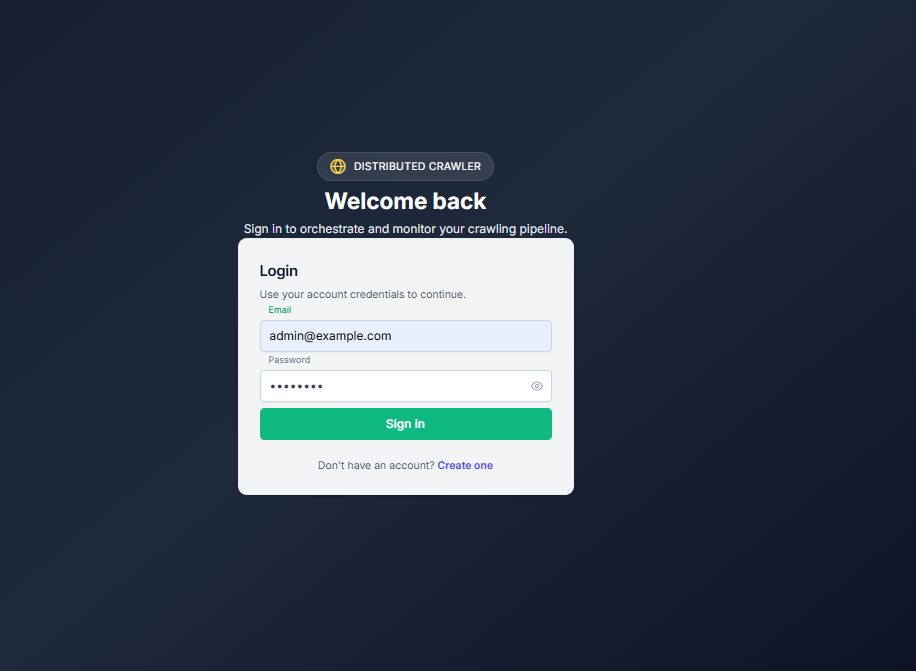 DISTRIBUTED CRAWLER
Welcome back
Sign in to orchestrate and monitor your crawling pipeline.
Login
Use your account credentials to continue.
Email
admin@example.com
Password
••••••••
Sign in
Don't have an account? Create one